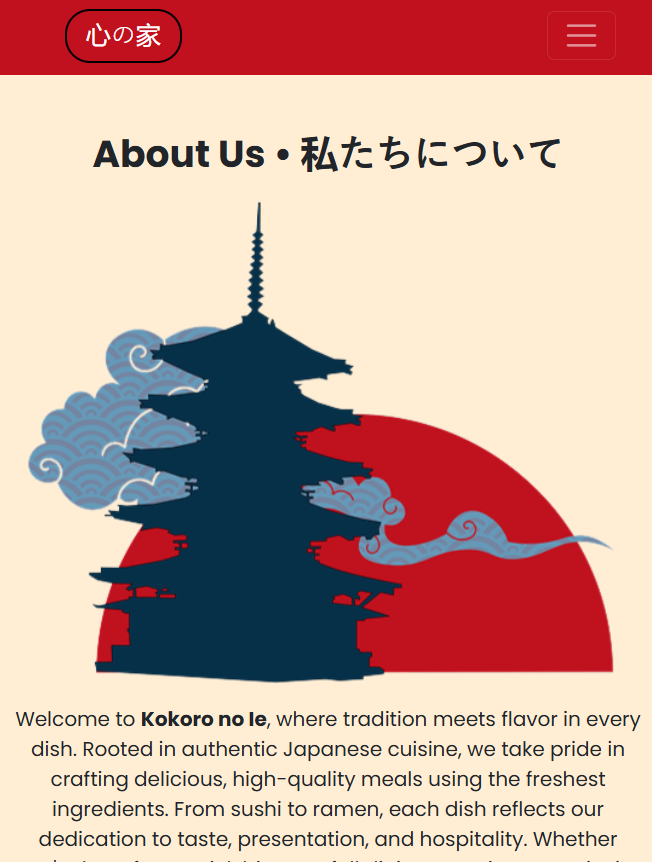 心の家
About Us • 私たちについて
Welcome to Kokoro no Ie, where tradition meets flavor in every
dish. Rooted in authentic Japanese cuisine, we take pride in
crafting delicious, high-quality meals using the freshest
ingredients. From sushi to ramen, each dish reflects our
dedication to taste, presentation, and hospitality. Whether